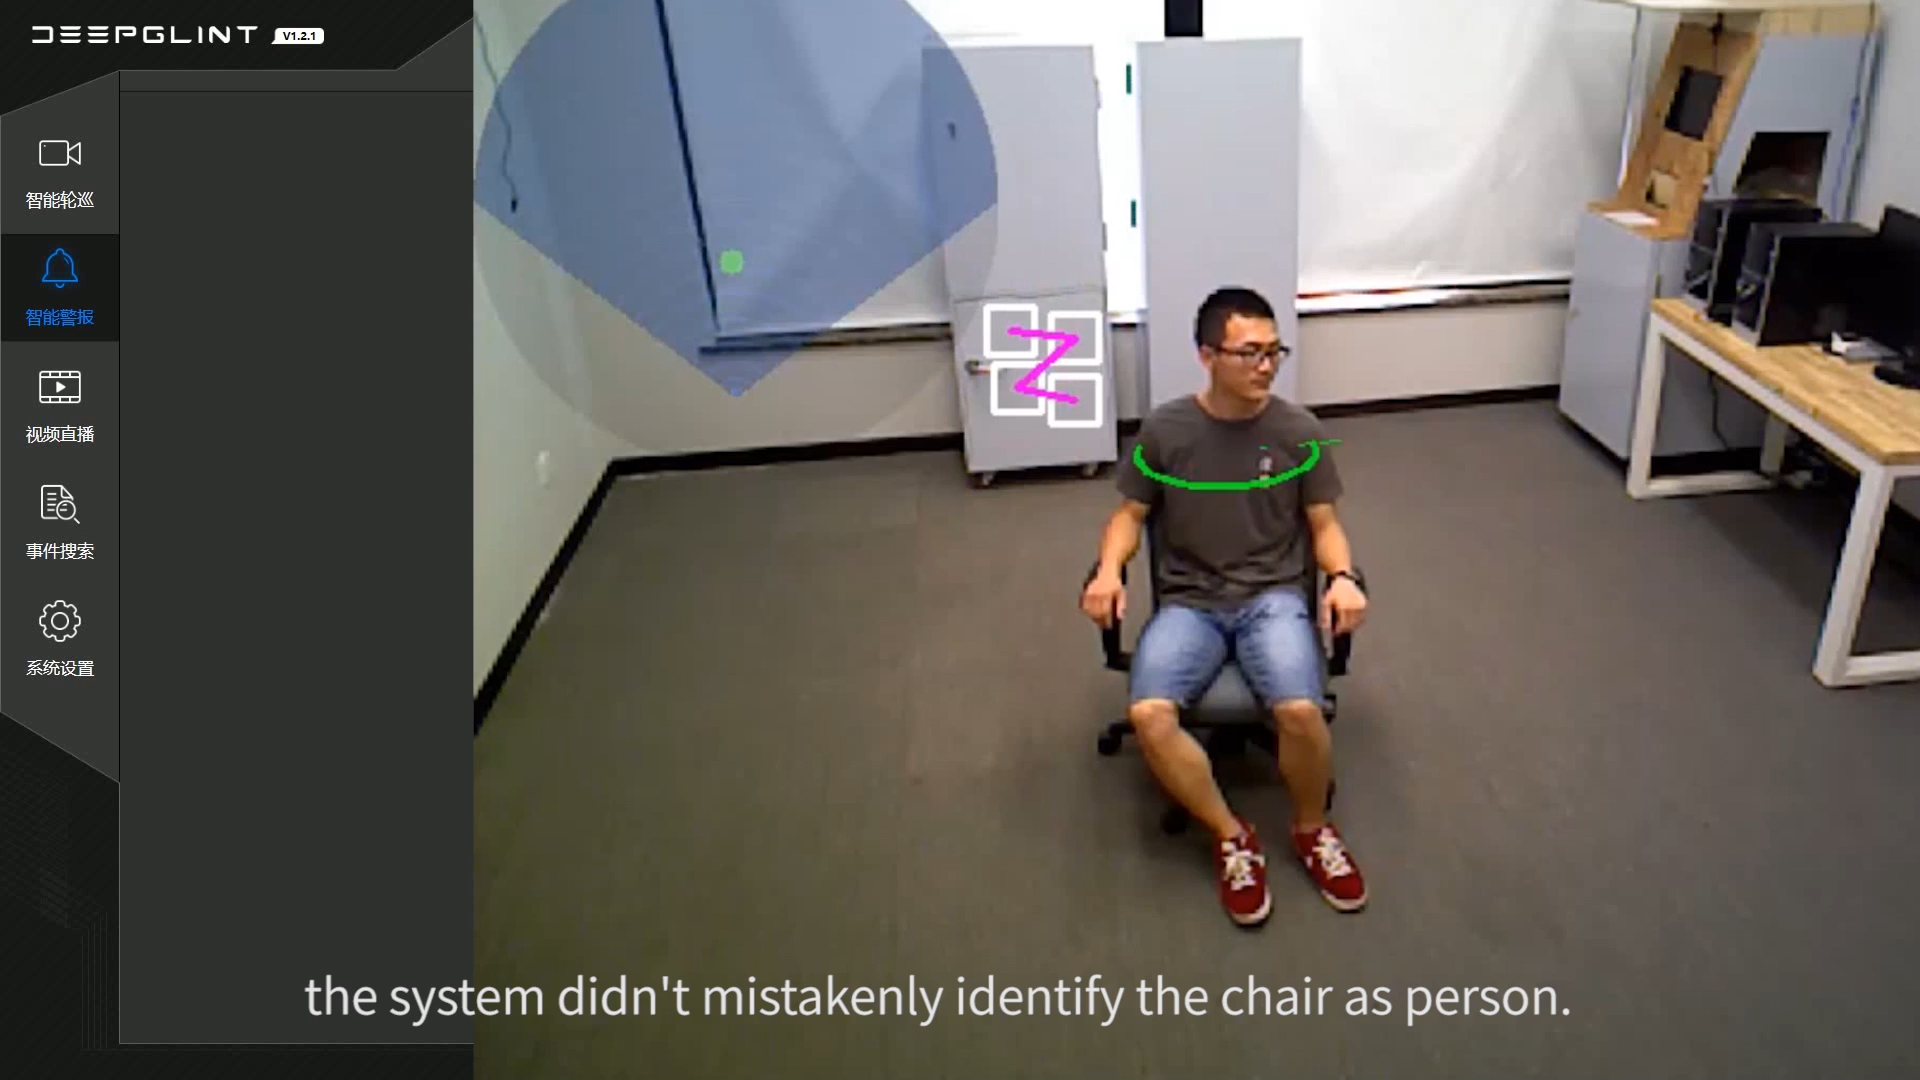 DEEPGLINT V1.2.1
智能轮巡
智能警报
视频直播
事件搜索
系统设置
the system didn't mistakenly identify the chair as person.